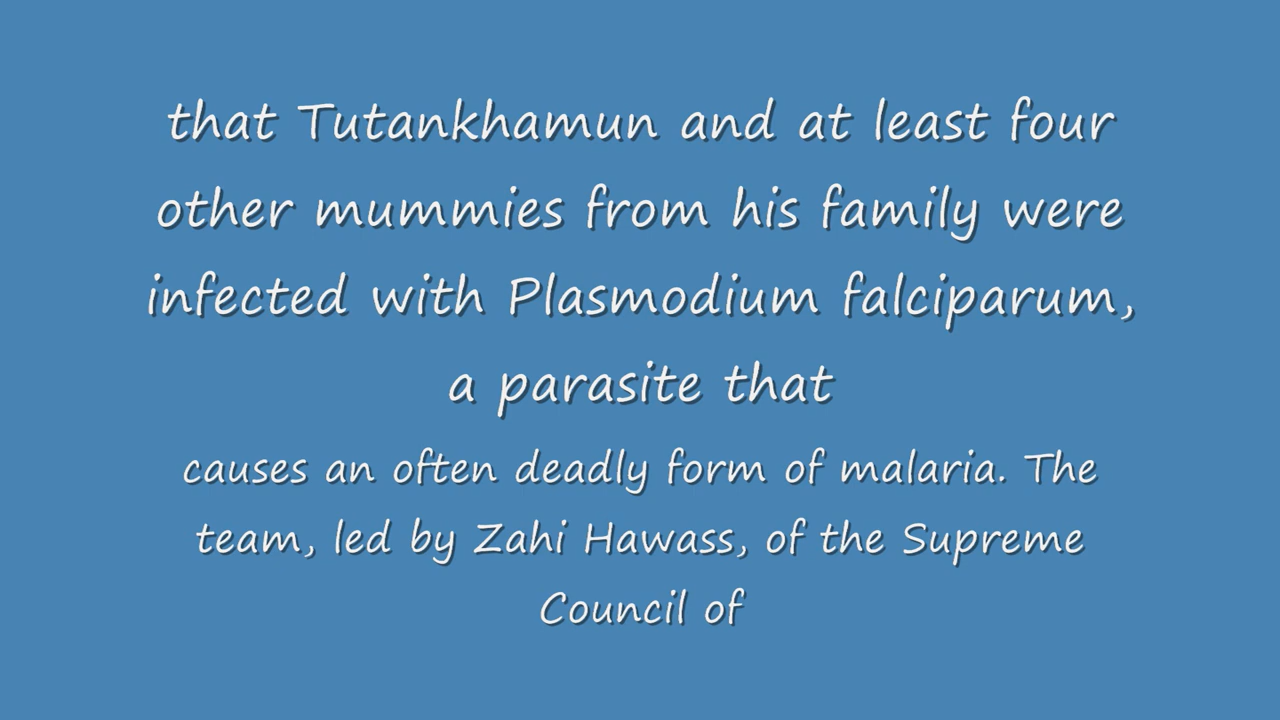 that Tutankhamun and at least four
other mummies from his family were
infected with Plasmodium falciparum,
a parasite that
causes an often deadly form of malaria. The
team, led by Zahi Hawass, of the Supreme
Council of